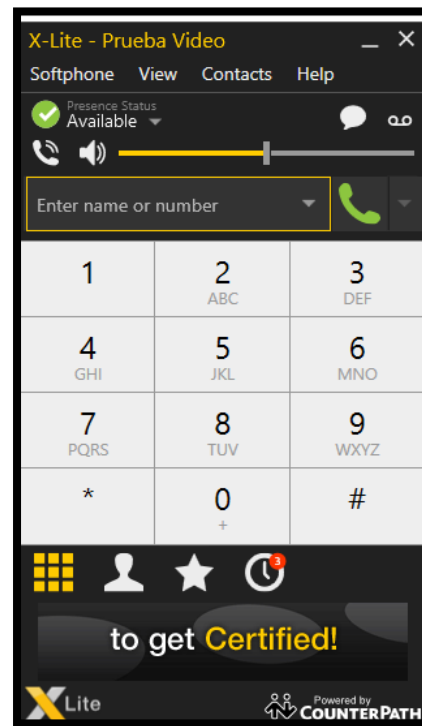 X-Lite - Prueba Video
Softphone View Contacts Help
Presence Status
Available
Enter name or number
1 2 3
ABC DEF
4 5 6
GHI JKL MNO
7 8 9
PQRS TUV WXYZ
* 0 #
+
3
to get Certified!
X Lite Powered by
COUNTERPATH